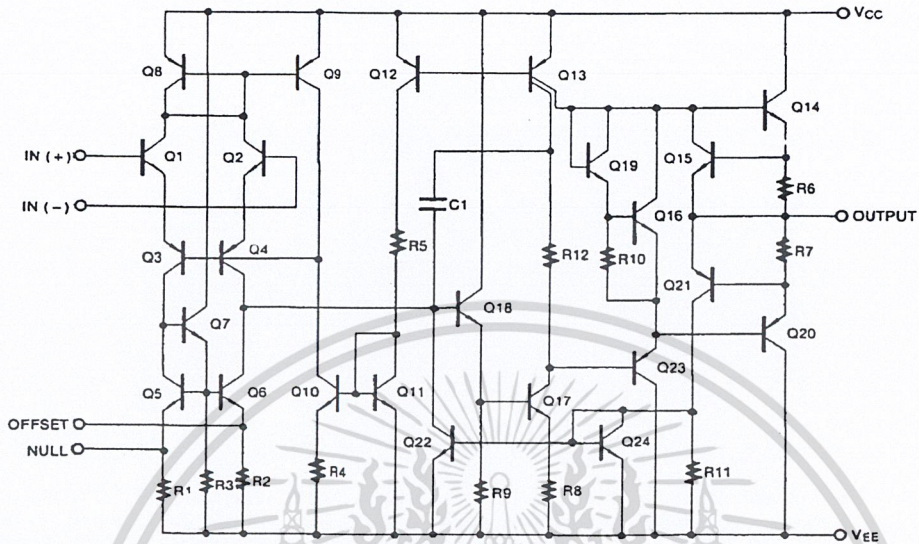 VCC
Q8
Q9
Q12
Q13
Q14
IN (+)
Q1
Q2
Q19
Q15
R6
IN (-)
C1
Q16
OUTPUT
Q3
Q4
R5
R12
R10
R7
Q21
Q7
Q18
Q20
Q23
Q5
Q6
Q10
Q11
Q17
OFFSET
Q22
Q24
NULL
R1
R3
R2
R4
R9
R8
R11
VEE